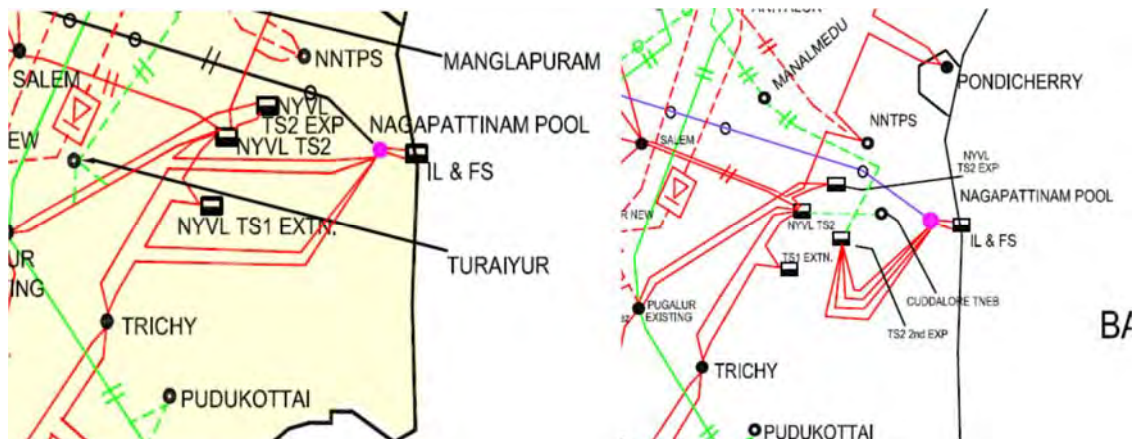 MANGLAPURAM
NNTPS
SALEM
NYVL
TS2 EXP
NAGAPATTINAM POOL
NYVL TS2
EW
IL & FS
NYVL TS1 EXTN.
UR
TING
TURAIYUR
TRICHY
PUDUKOTTAI
MANALMEDU
PONDICHERRY
NNTPS
SALEM
NYVL
TS2 EXP
NAGAPATTINAM POOL
R NEW
NYVL TS2
IL & FS
TS1 EXTN.
PUGALUR
EXISTING
CUDDALORE TNEB
TS2 2nd EXP
BA
TRICHY
PUDUKOTTAI